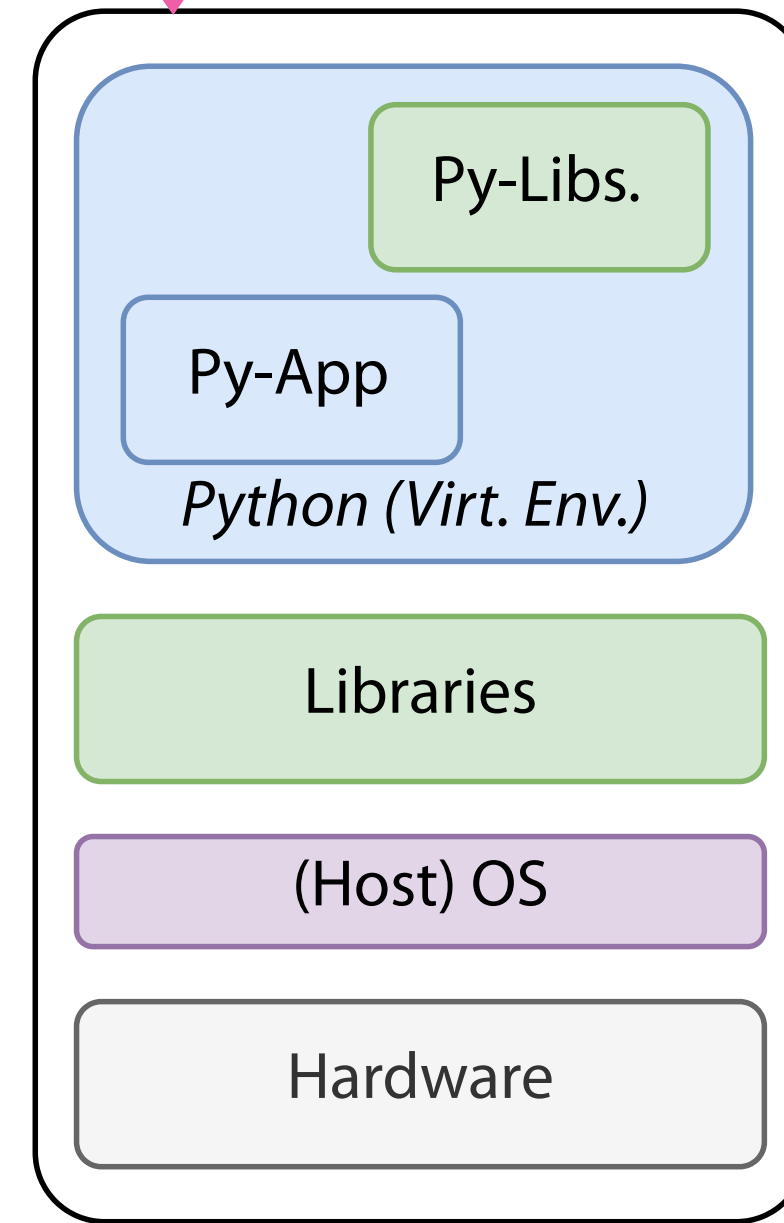 Py-Libs.
Py-App
Python (Virt. Env.)
Libraries
(Host) OS
Hardware